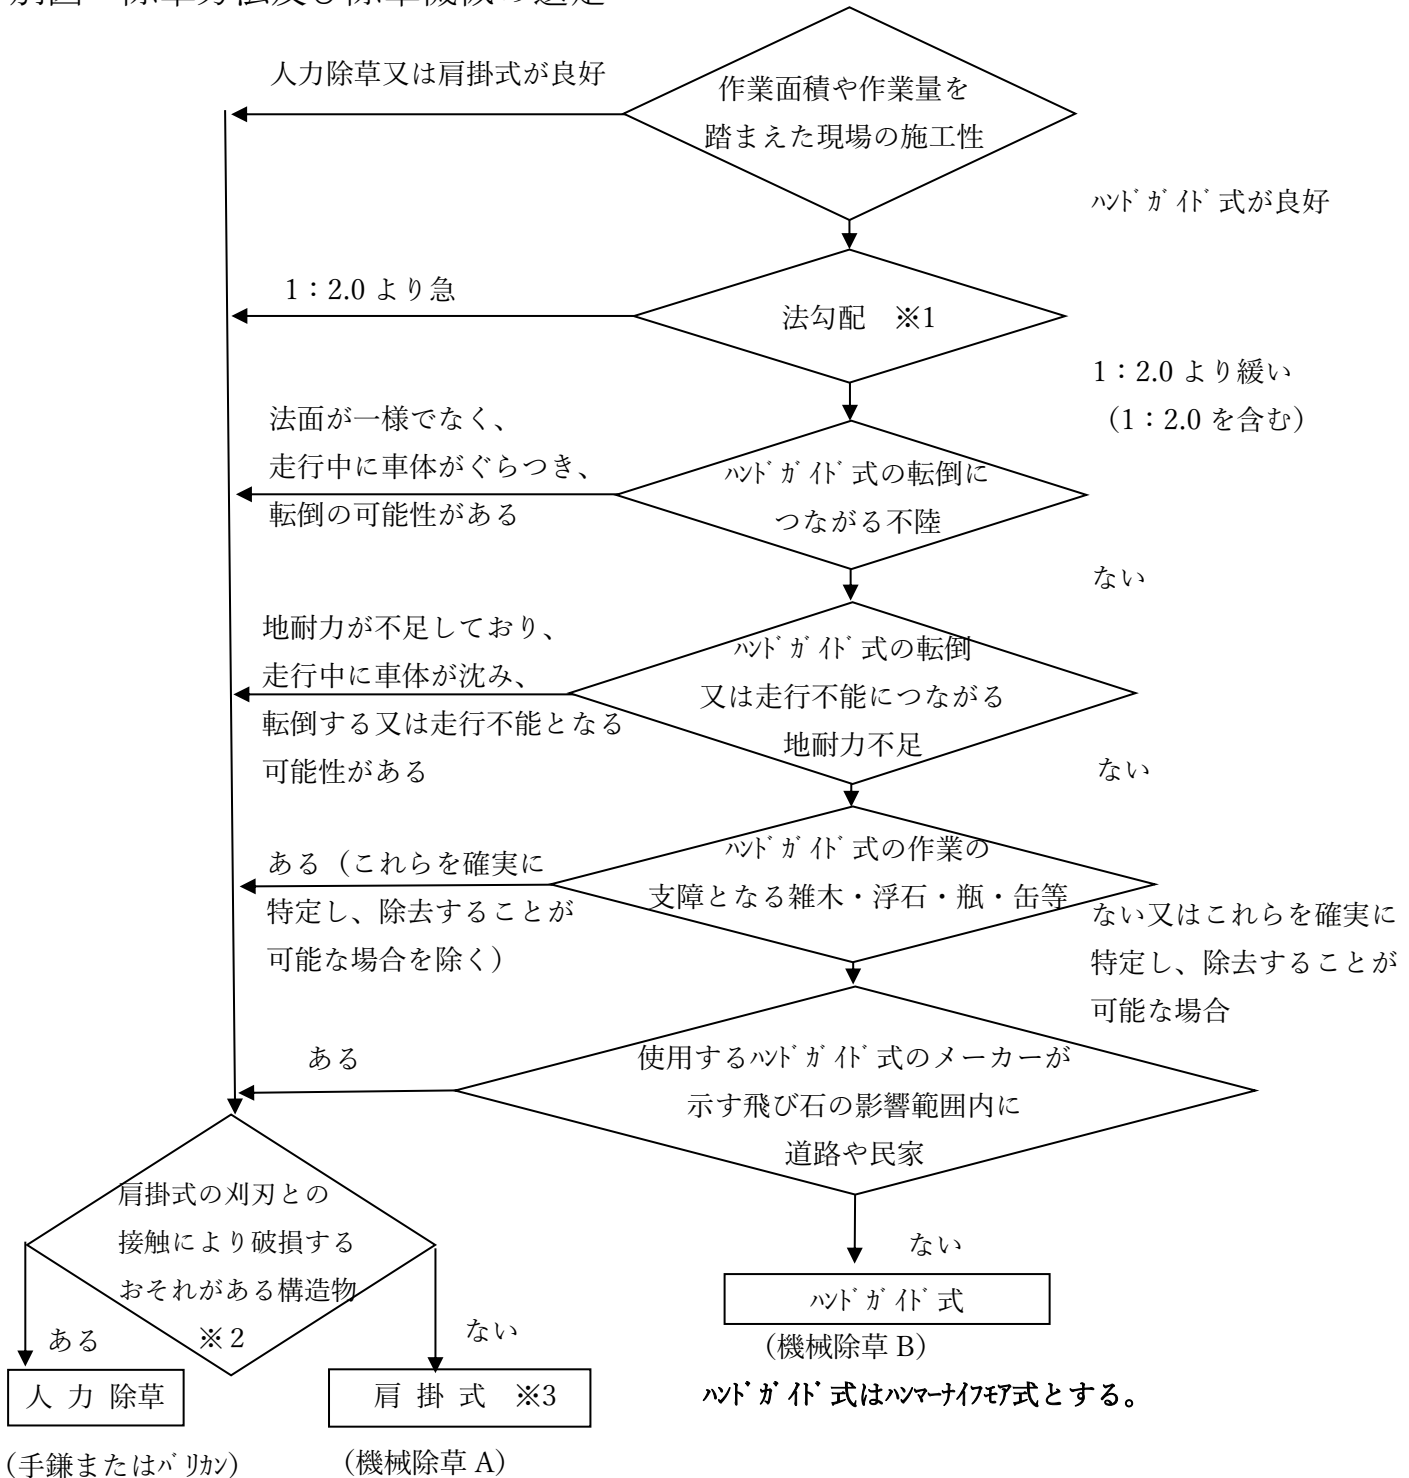 別図 除草方法及び除草機械の選定
人力除草又は肩掛式が良好
作業面積や作業量を
踏まえた現場の施工性
ﾊﾝﾄﾞｶﾞｲﾄﾞ式が良好
1：2.0 より急
法勾配　※1
1：2.0 より緩い
（1：2.0 を含む）
法面が一様でなく、
走行中に車体がぐらつき、
転倒の可能性がある
ﾊﾝﾄﾞｶﾞｲﾄﾞ式の転倒に
つながる不陸
ない
地耐力が不足しており、
走行中に車体が沈み、
転倒する又は走行不能となる
可能性がある
ﾊﾝﾄﾞｶﾞｲﾄﾞ式の転倒
又は走行不能につながる
地耐力不足
ない
ある（これらを確実に
特定し、除去することが
可能な場合を除く）
ﾊﾝﾄﾞｶﾞｲﾄﾞ式の作業の
支障となる雑木・浮石・瓶・缶等
ない又はこれらを確実に
特定し、除去することが
可能な場合
ある
使用するﾊﾝﾄﾞｶﾞｲﾄﾞ式のメーカーが
示す飛び石の影響範囲内に
道路や民家
肩掛式の刈刃との
接触により破損する
おそれがある構造物
※２
ある
ない
ない
ﾊﾝﾄﾞｶﾞｲﾄﾞ式
（機械除草 B）
ﾊﾝﾄﾞｶﾞｲﾄﾞ式はﾊﾝﾏｰﾅｲﾌﾓｱ式とする。
人 力 除草
（手鎌またはﾊﾞﾘｶﾝ）
肩 掛 式　※3
（機械除草 A）